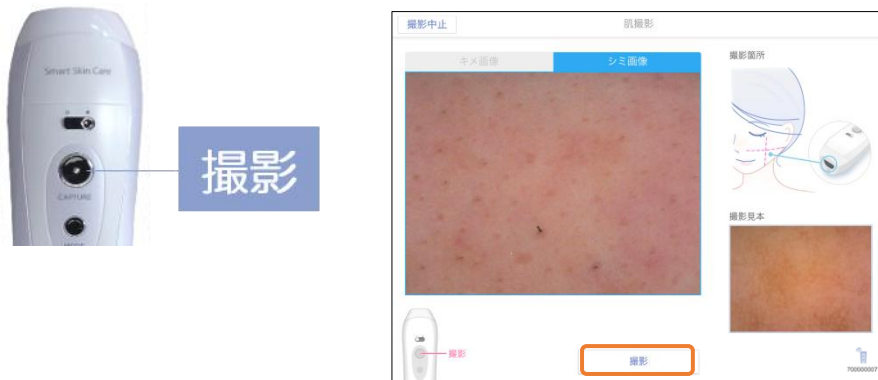 Smart Skin Care
CAPTURE
MODE
撮影
撮影中止
肌撮影
キメ画像
シミ画像
撮影箇所
撮影見本
撮影
撮影
700000007